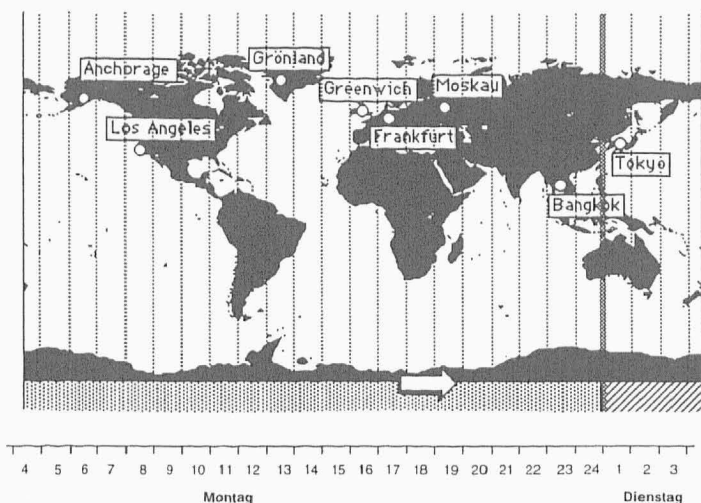 Grönland
Anchorage
Greenwich
Moskau
Los Angeles
Frankfurt
Tokyo
Bangkok
4 5 6 7 8 9 10 11 12 13 14 15 16 17 18 19 20 21 22 23 24 1 2 3
Montag Dienstag